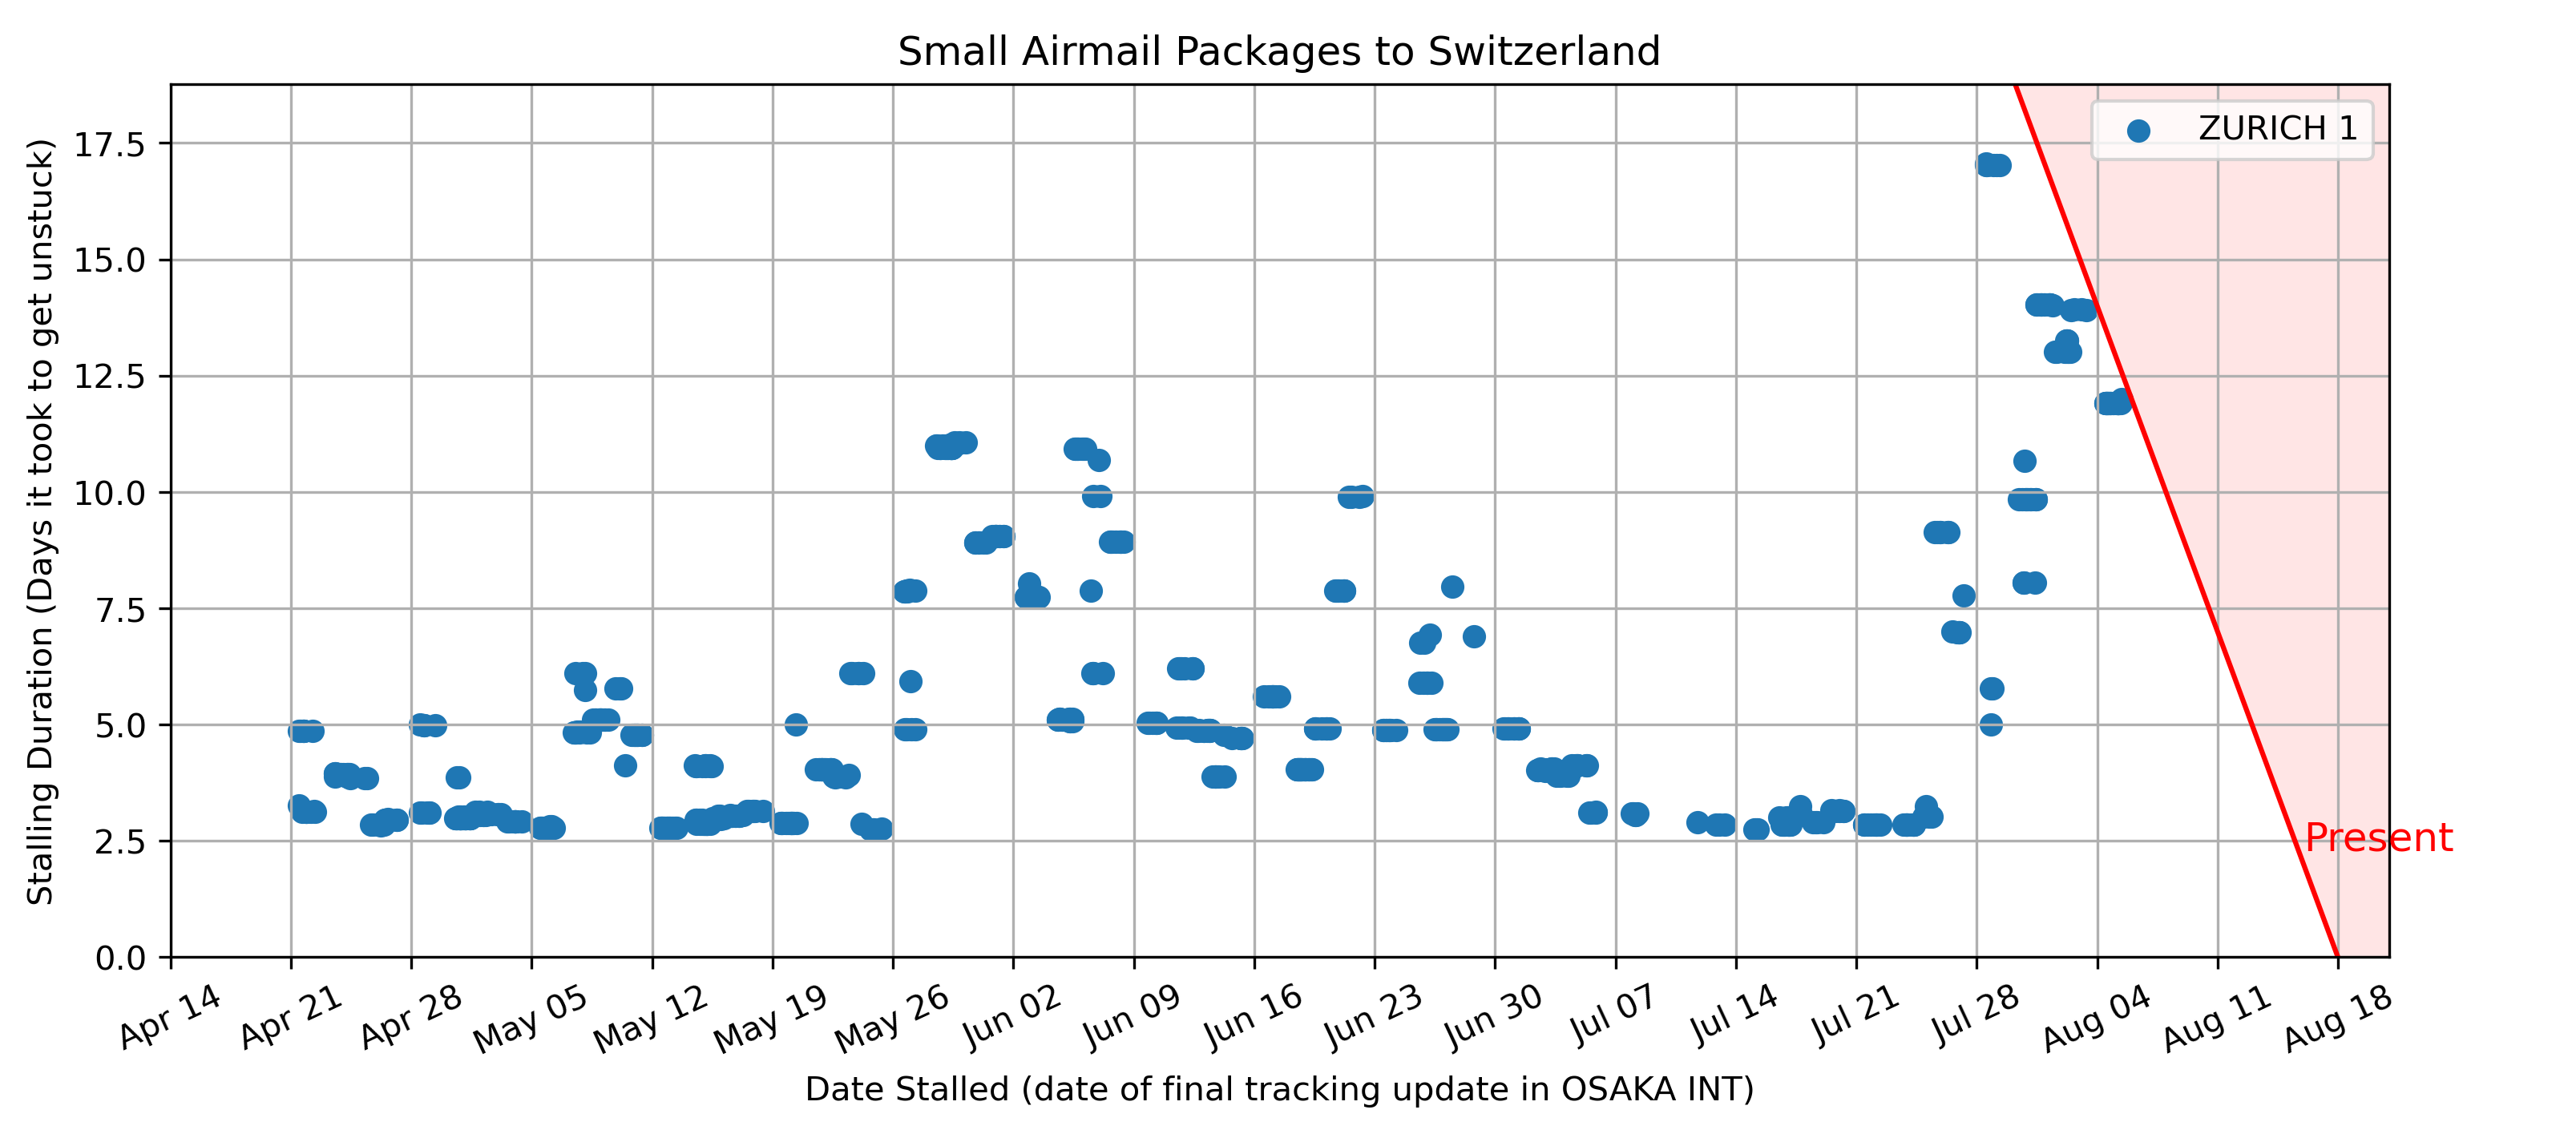 Small Airmail Packages to Switzerland
ZURICH 1
Stalling Duration (Days it took to get unstuck)
17.5
15.0
12.5
10.0
7.5
5.0
2.5
0.0
Present
Apr 14 Apr 21 Apr 28 May 05 May 12 May 19 May 26 Jun 02 Jun 09 Jun 16 Jun 23 Jun 30 Jul 07 Jul 14 Jul 21 Jul 28 Aug 04 Aug 11 Aug 18
Date Stalled (date of final tracking update in OSAKA INT)